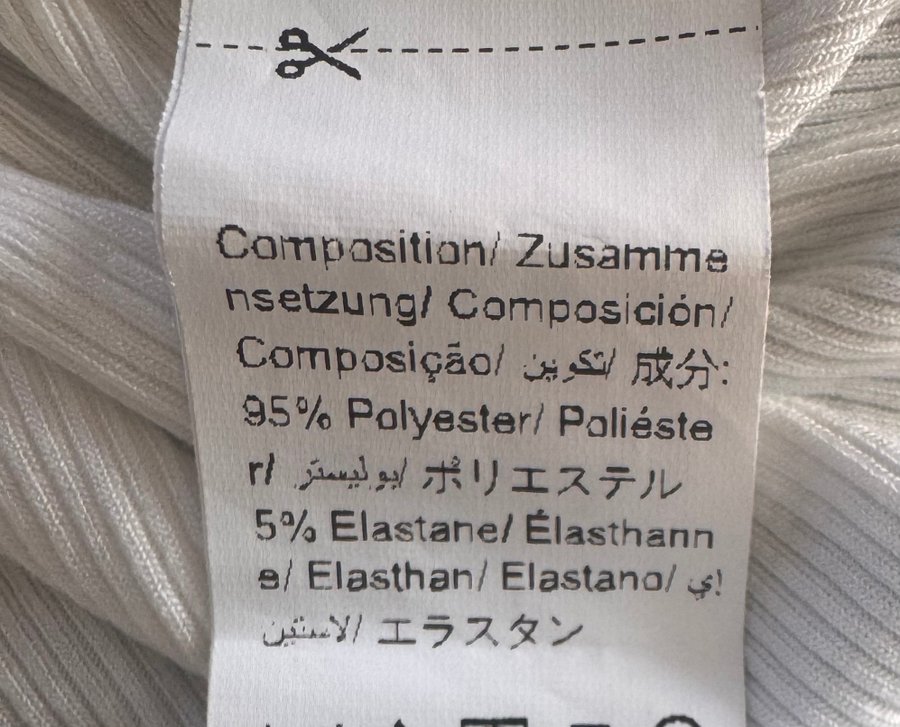 Composition/ Zusamme
nsetzung/ Composición/
Composição/ تكوين/ 成分:
95% Polyester/ Poliéste
r/ بوليستر/ ポリエステル
5% Elastane/ Élasthann
e/ Elasthan/ Elastano/ إي
لاستين/ エラスタン